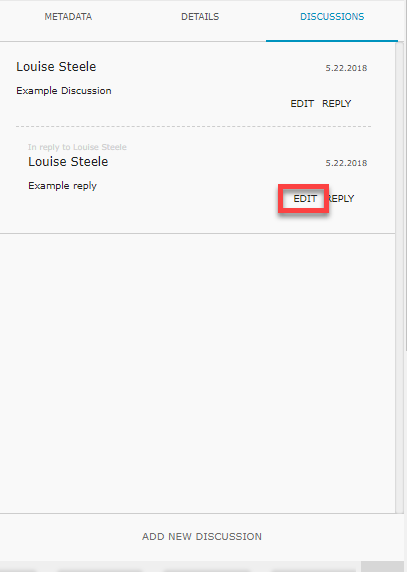 METADATA DETAILS DISCUSSIONS
Louise Steele 5.22.2018
Example Discussion
EDIT REPLY
In reply to Louise Steele
Louise Steele 5.22.2018
Example reply
EDIT REPLY
ADD NEW DISCUSSION